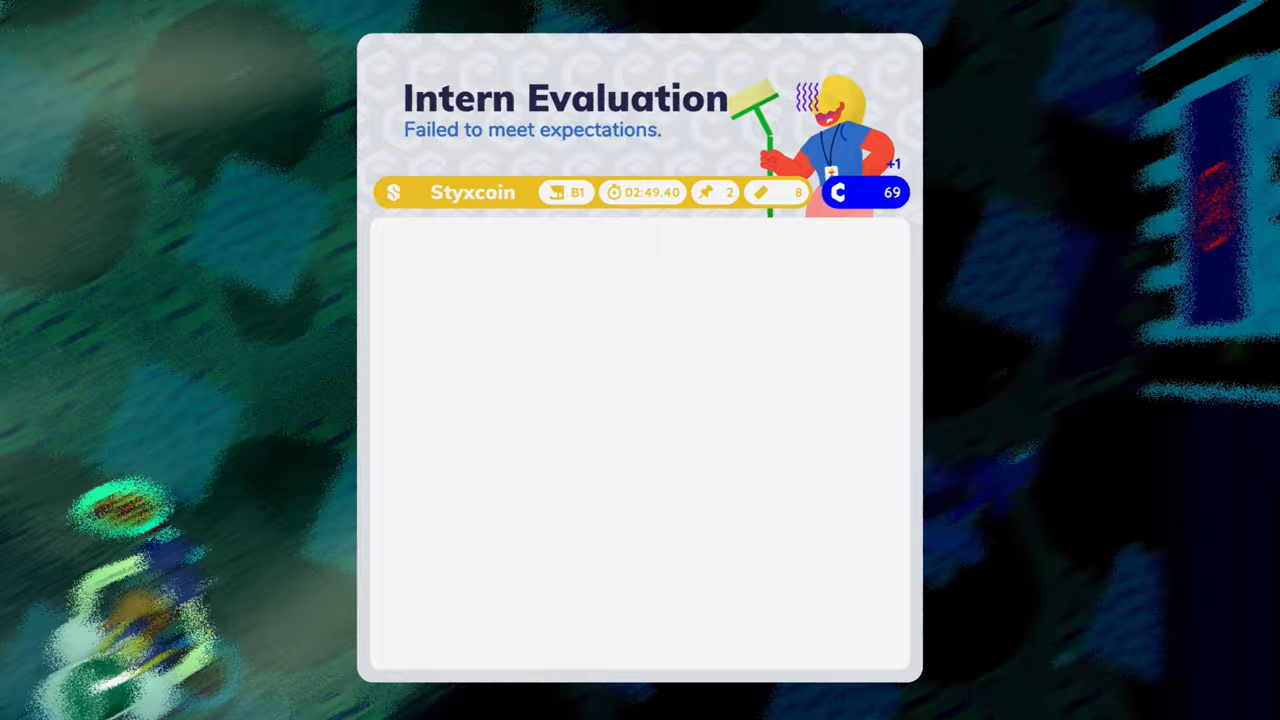 Intern Evaluation
Failed to meet expectations.
+1
Styxcoin B1 02:49.40 2 8 69